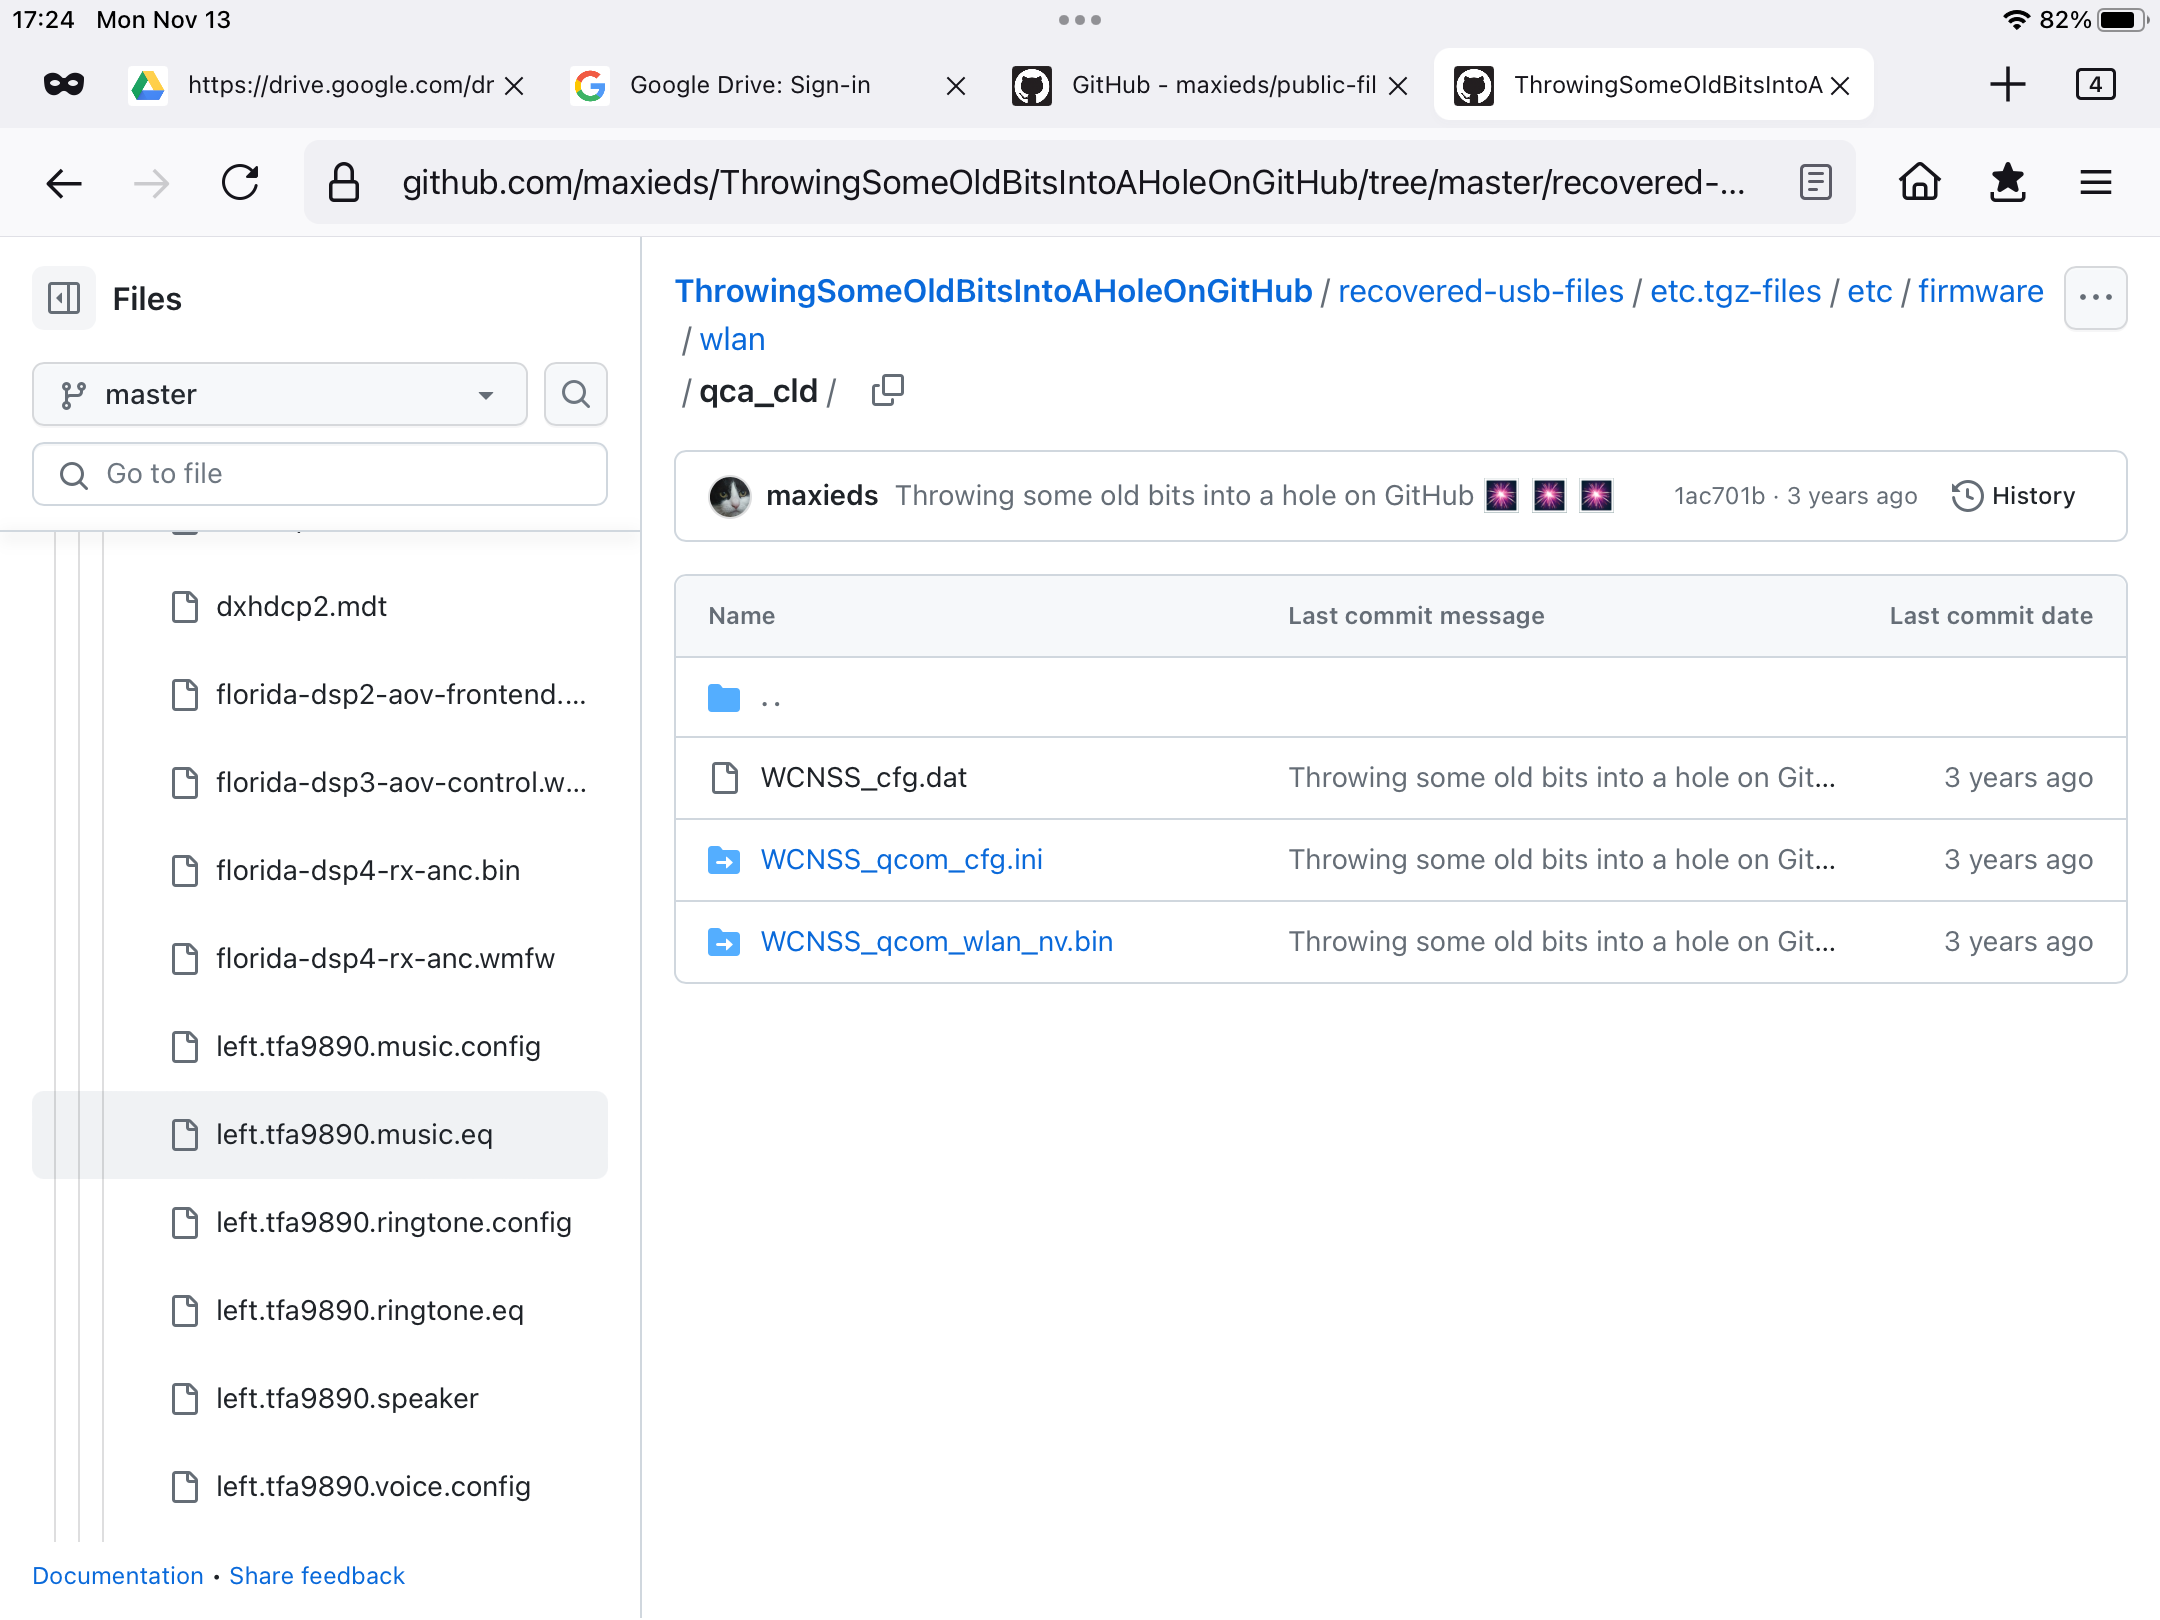 17:24 Mon Nov 13
82%
https://drive.google.com/dr
Google Drive: Sign-in
GitHub - maxieds/public-fil
ThrowingSomeOldBitsIntoA
4
github.com/maxieds/ThrowingSomeOldBitsIntoAHoleOnGitHub/tree/master/recovered-...
Files
master
Go to file
dxhdcp2.mdt
florida-dsp2-aov-frontend....
florida-dsp3-aov-control.w...
florida-dsp4-rx-anc.bin
florida-dsp4-rx-anc.wmfw
left.tfa9890.music.config
left.tfa9890.music.eq
left.tfa9890.ringtone.config
left.tfa9890.ringtone.eq
left.tfa9890.speaker
left.tfa9890.voice.config
Documentation • Share feedback
ThrowingSomeOldBitsIntoAHoleOnGitHub / recovered-usb-files / etc.tgz-files / etc / firmware
/ wlan
/ qca_cld /
maxieds Throwing some old bits into a hole on GitHub 1ac701b · 3 years ago History
Name Last commit message Last commit date
..
WCNSS_cfg.dat Throwing some old bits into a hole on Git... 3 years ago
WCNSS_qcom_cfg.ini Throwing some old bits into a hole on Git... 3 years ago
WCNSS_qcom_wlan_nv.bin Throwing some old bits into a hole on Git... 3 years ago